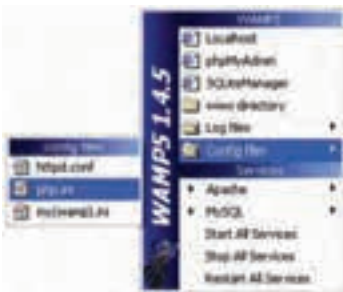 WAMP5
Localhost
phpMyAdmin
SQLiteManager
www directory
Log files
Config files
Services
Apache
MySQL
Start All Services
Stop All Services
Restart All Services
WAMP5 1.4.5
config files
httpd.conf
php.ini